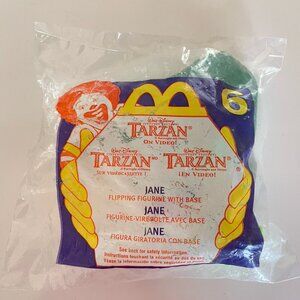 6
Walt Disney
TARZAN
ON VIDEO!
Walt Disney
TARZAN
SUR VIDÉOCASSETTE !
Walt Disney
TARZAN
¡EN VIDEO!
JANE
FLIPPING FIGURINE WITH BASE
JANE
FIGURINE-VIREVOLTE AVEC BASE
JANE
FIGURA GIRATORIA CON BASE
See back for safety information.